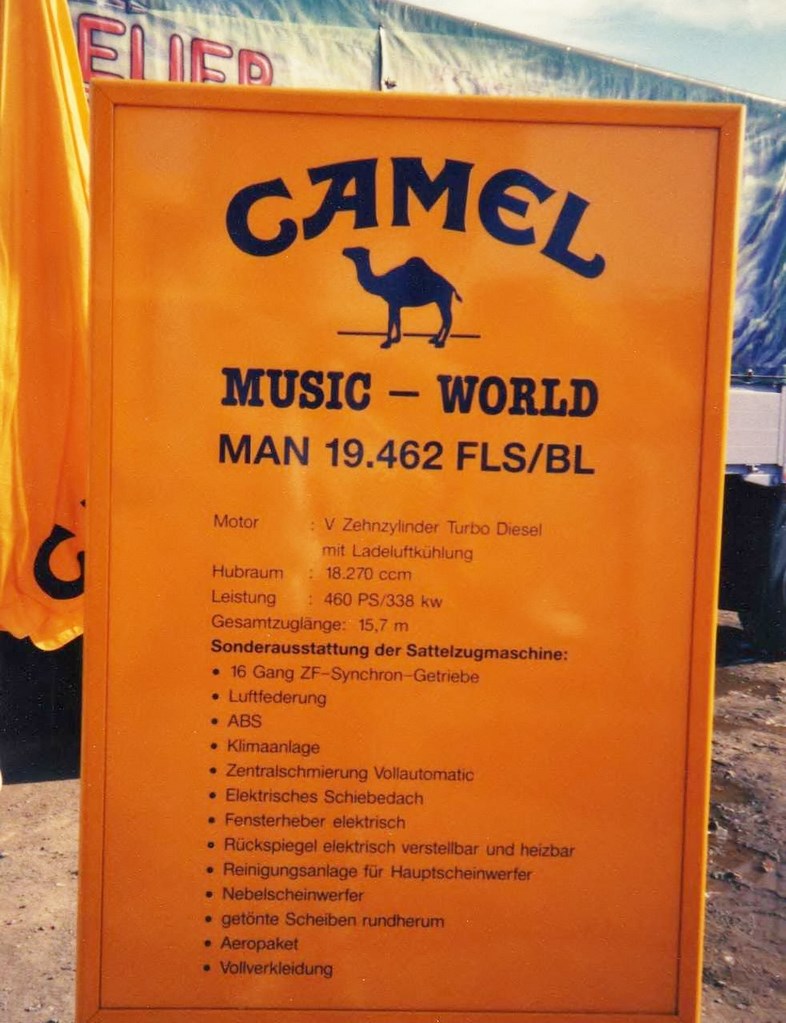 ELIER
CAMEL
MUSIC – WORLD
MAN 19.462 FLS/BL
Motor : V Zehnzylinder Turbo Diesel
mit Ladeluftkühlung
Hubraum : 18.270 ccm
Leistung : 460 PS/338 kw
Gesamtzuglänge: 15,7 m
Sonderausstattung der Sattelzugmaschine:
• 16 Gang ZF-Synchron-Getriebe
• Luftfederung
• ABS
• Klimaanlage
• Zentralschmierung Vollautomatic
• Elektrisches Schiebedach
• Fensterheber elektrisch
• Rückspiegel elektrisch verstellbar und heizbar
• Reinigungsanlage für Hauptscheinwerfer
• Nebelscheinwerfer
• getönte Scheiben rundherum
• Aeropaket
• Vollverkleidung